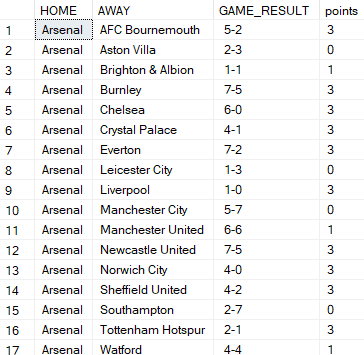 HOME AWAY GAME_RESULT points
1 Arsenal AFC Bournemouth 5-2 3
2 Arsenal Aston Villa 2-3 0
3 Arsenal Brighton & Albion 1-1 1
4 Arsenal Burnley 7-5 3
5 Arsenal Chelsea 6-0 3
6 Arsenal Crystal Palace 4-1 3
7 Arsenal Everton 7-2 3
8 Arsenal Leicester City 1-3 0
9 Arsenal Liverpool 1-0 3
10 Arsenal Manchester City 5-7 0
11 Arsenal Manchester United 6-6 1
12 Arsenal Newcastle United 7-5 3
13 Arsenal Norwich City 4-0 3
14 Arsenal Sheffield United 4-2 3
15 Arsenal Southampton 2-7 0
16 Arsenal Tottenham Hotspur 2-1 3
17 Arsenal Watford 4-4 1